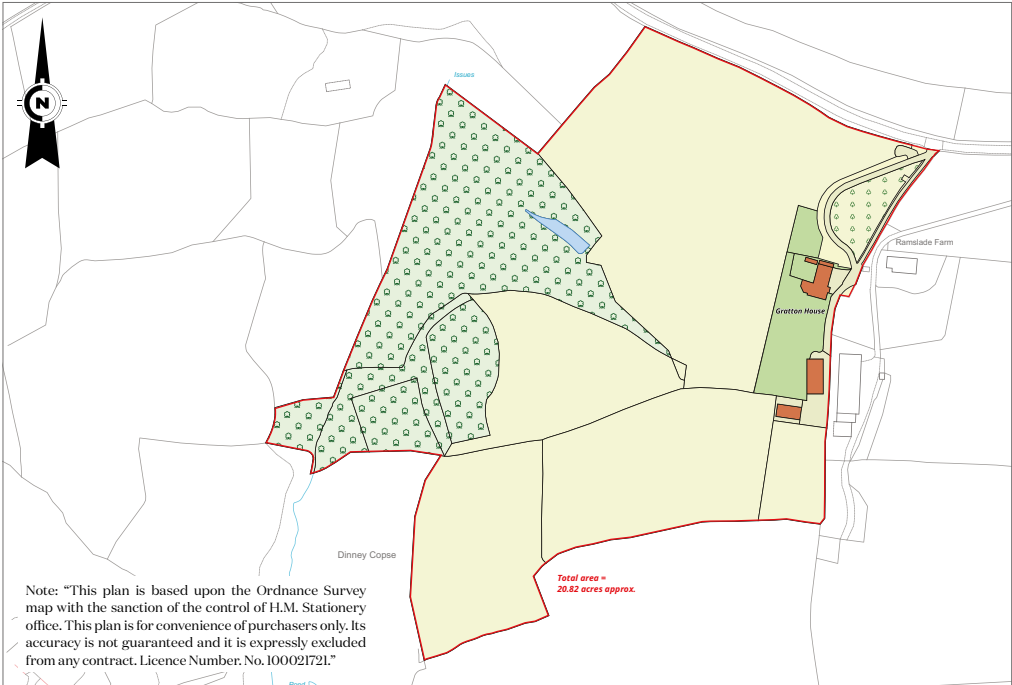 Issues
N
Ramslade Farm
Gratton House
Dinney Copse
Total area =
20.82 acres approx.
Note: “This plan is based upon the Ordnance Survey
map with the sanction of the control of H.M. Stationery
office. This plan is for convenience of purchasers only. Its
accuracy is not guaranteed and it is expressly excluded
from any contract. Licence Number. No. 100021721.”
Pond